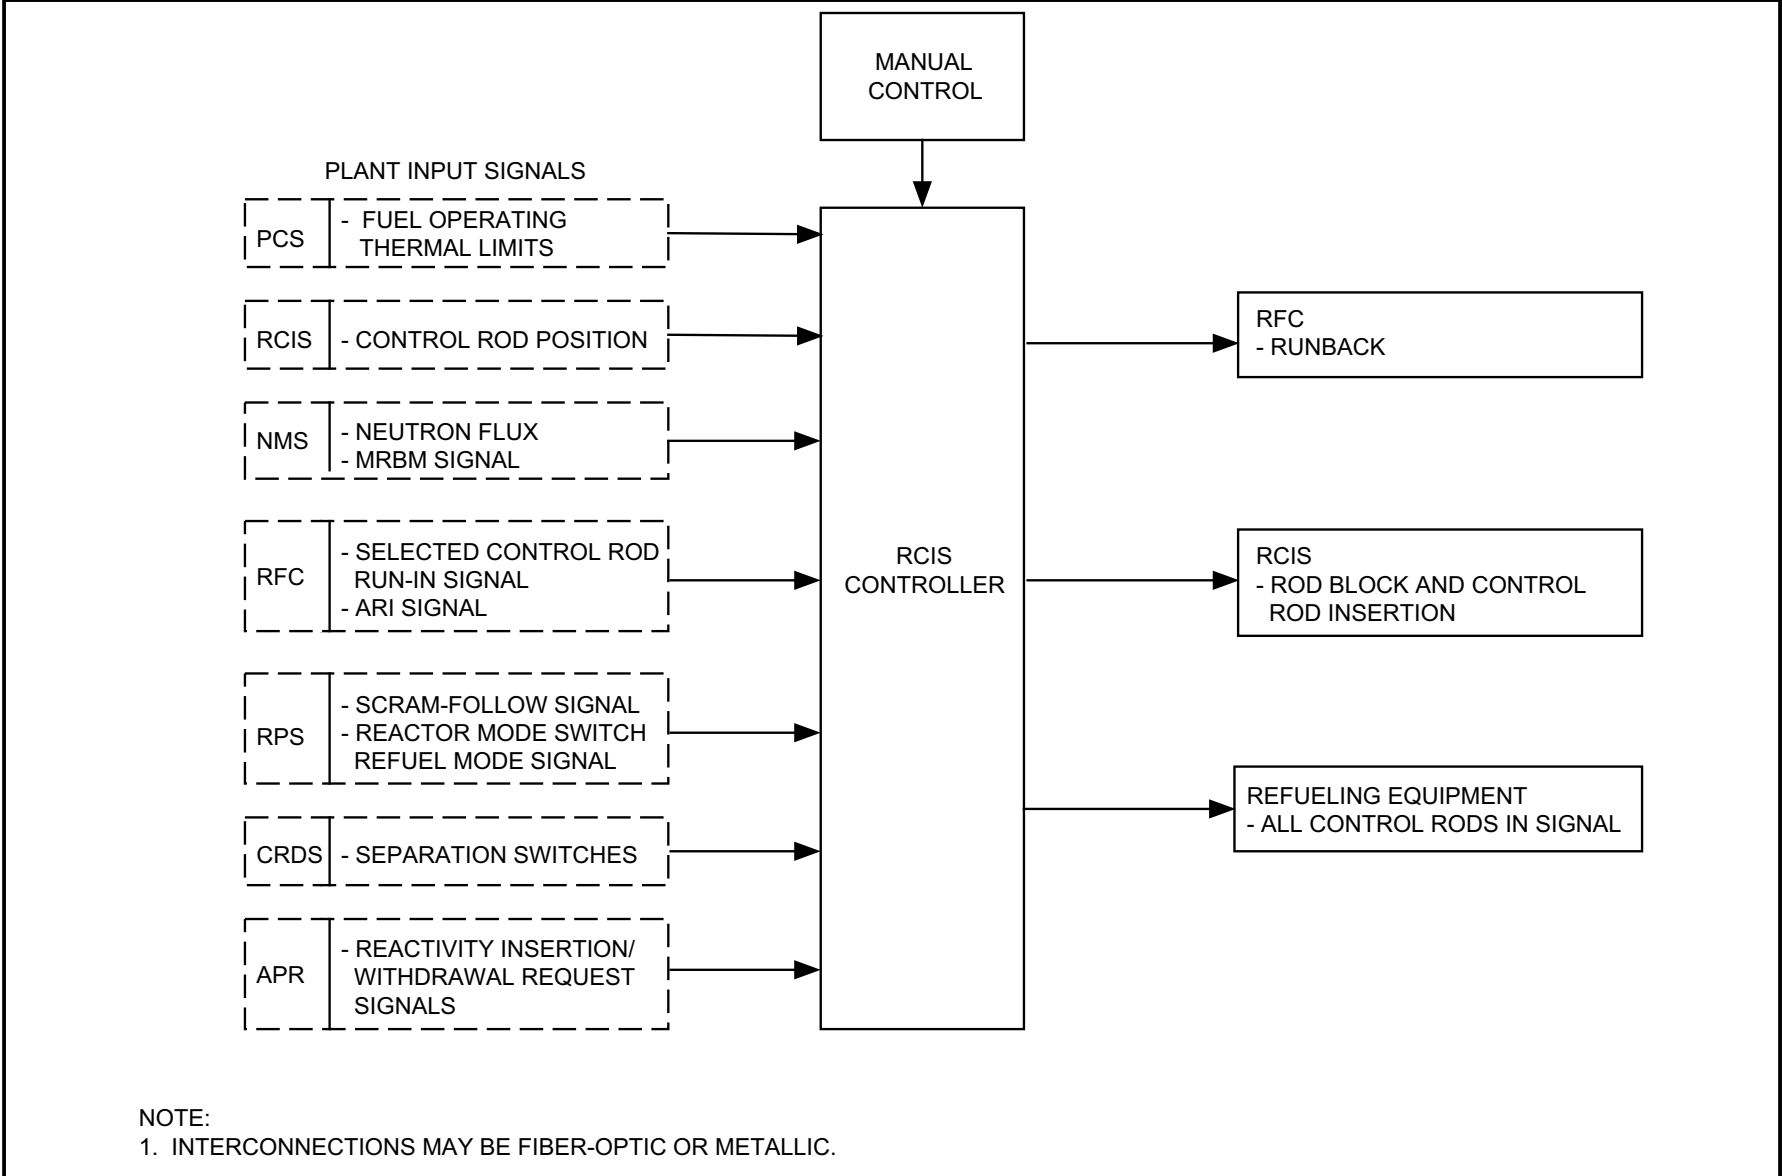 MANUAL
CONTROL
PLANT INPUT SIGNALS
PCS
- FUEL OPERATING
THERMAL LIMITS
RCIS
- CONTROL ROD POSITION
NMS
- NEUTRON FLUX
- MRBM SIGNAL
RFC
- SELECTED CONTROL ROD
RUN-IN SIGNAL
- ARI SIGNAL
RPS
- SCRAM-FOLLOW SIGNAL
- REACTOR MODE SWITCH
REFUEL MODE SIGNAL
CRDS
- SEPARATION SWITCHES
APR
- REACTIVITY INSERTION/
WITHDRAWAL REQUEST
SIGNALS
RCIS
CONTROLLER
RFC
- RUNBACK
RCIS
- ROD BLOCK AND CONTROL
ROD INSERTION
REFUELING EQUIPMENT
- ALL CONTROL RODS IN SIGNAL
NOTE:
1. INTERCONNECTIONS MAY BE FIBER-OPTIC OR METALLIC.